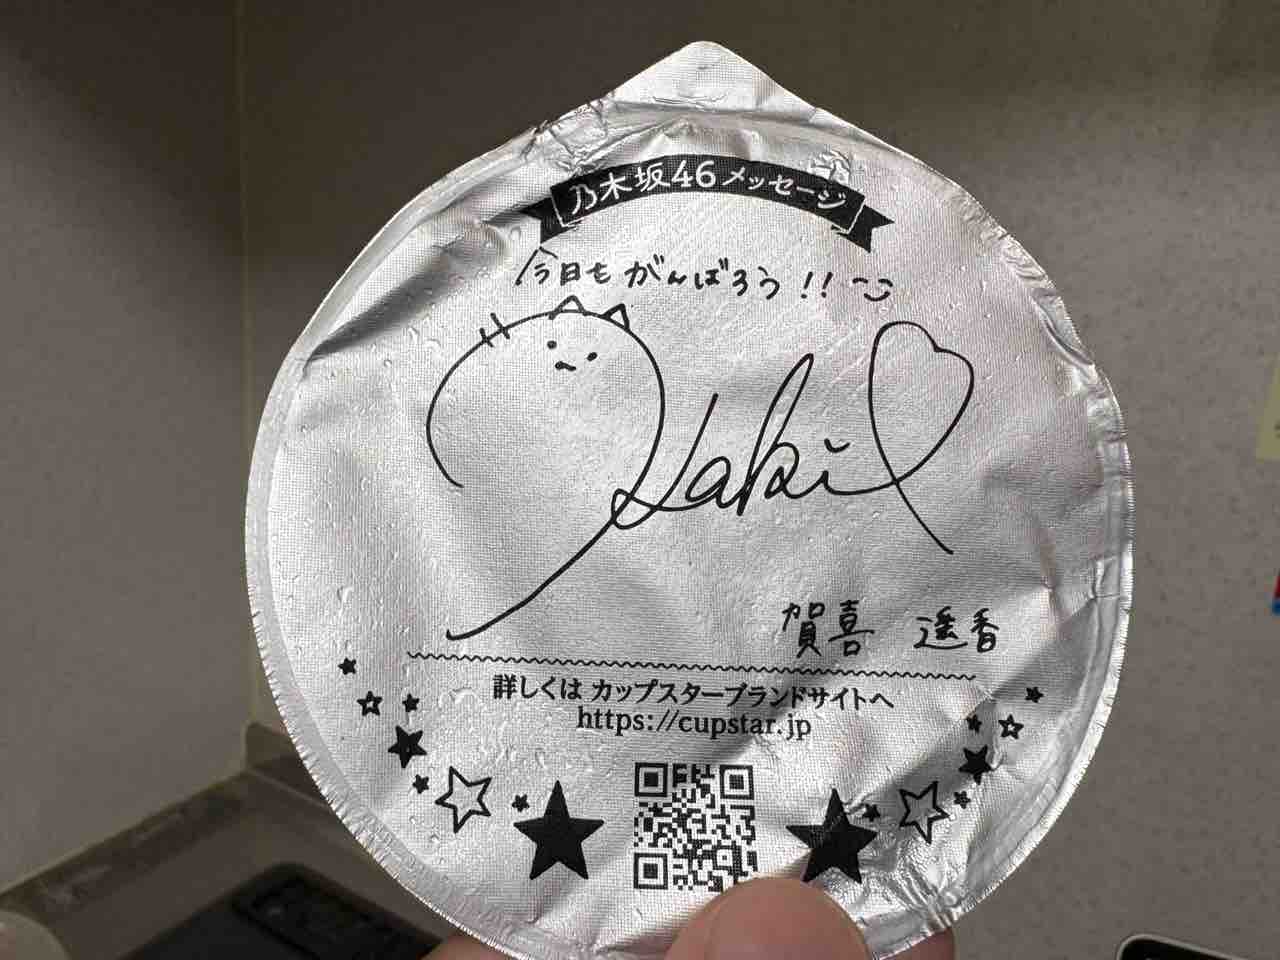 乃木坂46メッセージ
今日もがんばろう!!
Kaki
賀喜 遥香
詳しくは カップスターブランドサイトへ
https://cupstar.jp